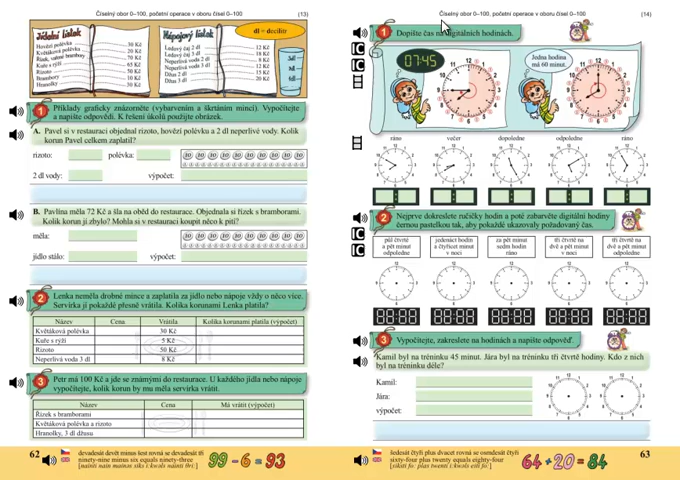 Číselný obor 0–100, početní operace v oboru čísel 0–100
(13)
Jídelní lístek
Hovězí polévka 30 Kč
Květáková polévka 20 Kč
Řízek, vařené brambory 70 Kč
Kuře s rýží 65 Kč
Rizoto 50 Kč
Brambory 10 Kč
Hranolky 30 Kč
Nápojový lístek
Ledový čaj 2 dl 12 Kč
Ledový čaj 3 dl 18 Kč
Neperlivá voda 2 dl 8 Kč
Neperlivá voda 3 dl 12 Kč
Džus 2 dl 15 Kč
Džus 3 dl 20 Kč
dl = decilitr
1 Příklady graficky znázorněte (vybarvením a škrtáním mincí). Vypočítejte
a napište odpovědi. K řešení úkolů použijte obrázek.
A. Pavel si v restauraci objednal rizoto, hovězí polévku a 2 dl neperlivé vody. Kolik
korun Pavel celkem zaplatil?
rizoto: polévka:
2 dl vody: výpočet:
B. Pavlína měla 72 Kč a šla na oběd do restaurace. Objednala si řízek s bramborami.
Kolik korun jí zbylo? Mohla si v restauraci koupit něco k pití?
měla:
jídlo stálo: výpočet:
2 Lenka neměla drobné mince a zaplatila za jídlo nebo nápoje vždy o něco více.
Servírka jí pokaždé přesně vrátila. Kolika korunami Lenka platila?
Název Cena Vrátila Kolika korunami platila (výpočet)
Květáková polévka 30 Kč
Kuře s rýží 5 Kč
Rizoto 50 Kč
Neperlivá voda 3 dl 8 Kč
3 Petr má 100 Kč a jde se známými do restaurace. U každého jídla nebo nápoje
vypočítejte, kolik korun by mu měla servírka vrátit.
Název Cena Má vrátit (výpočet)
Řízek s bramborami
Květáková polévka a rizoto
Hranolky, 3 dl džusu
62
devadesát devět minus šest rovná se devadesát tři
ninety-nine minus six equals ninety-three
99 – 6 = 93
Číselný obor 0–100, početní operace v oboru čísel 0–100
(14)
1 Dopište čas na digitálních hodinách.
07:45
Jedna hodina
má 60 minut.
ráno večer dopoledne odpoledne ráno
2 Nejprve dokreslete ručičky hodin a poté zabarvěte digitální hodiny
černou pastelkou tak, aby pokaždé ukazovaly požadovaný čas.
půl čtvrté
a pět minut
odpoledne
jedenáct hodin
a čtyřicet minut
v noci
za pět minut
sedm hodin
ráno
tři čtvrtě na
dvě a pět minut
v noci
tři čtvrtě na
dvě a pět minut
odpoledne
88:88 88:88 88:88 88:88 88:88
3 Vypočítejte, zakreslete na hodinách a napište odpověď.
Kamil byl na tréninku 45 minut. Jára byl na tréninku tři čtvrtě hodiny. Kdo z nich
byl na tréninku déle?
Kamil:
Jára:
výpočet:
šedesát čtyři plus dvacet rovná se osmdesát čtyři
sixty-four plus twenty equals eighty-four
64 + 20 = 84
63